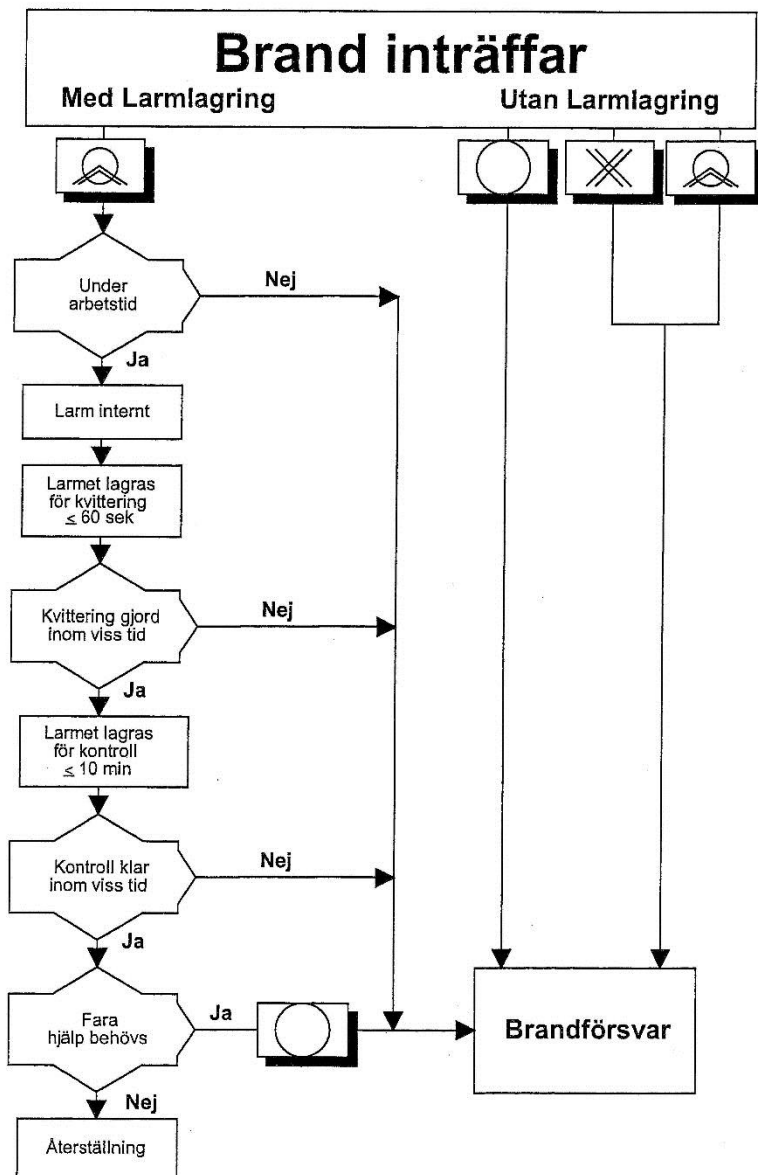 Brand inträffar
Med Larmlagring
Utan Larmlagring
Under
arbetstid
Nej
Ja
Larm internt
Larmet lagras
för kvittering
≤ 60 sek
Kvittering gjord
inom viss tid
Nej
Ja
Larmet lagras
för kontroll
≤ 10 min
Kontroll klar
inom viss tid
Nej
Ja
Fara
hjälp behövs
Ja
Brandförsvar
Nej
Återställning